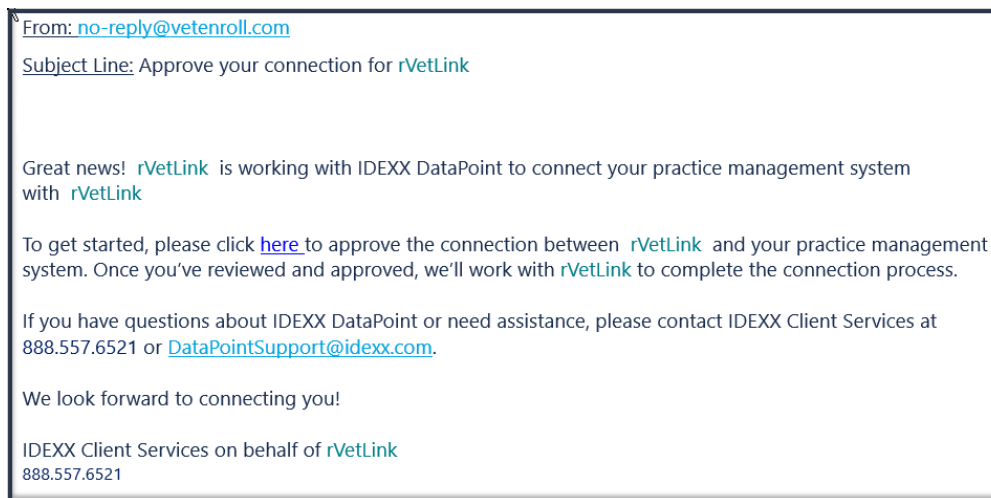 From: no-reply@vetenroll.com
Subject Line: Approve your connection for rVetLink
Great news! rVetLink is working with IDEXX DataPoint to connect your practice management system
with rVetLink
To get started, please click here to approve the connection between rVetLink and your practice management
system. Once you've reviewed and approved, we'll work with rVetLink to complete the connection process.
If you have questions about IDEXX DataPoint or need assistance, please contact IDEXX Client Services at
888.557.6521 or DataPointSupport@idexx.com.
We look forward to connecting you!
IDEXX Client Services on behalf of rVetLink
888.557.6521